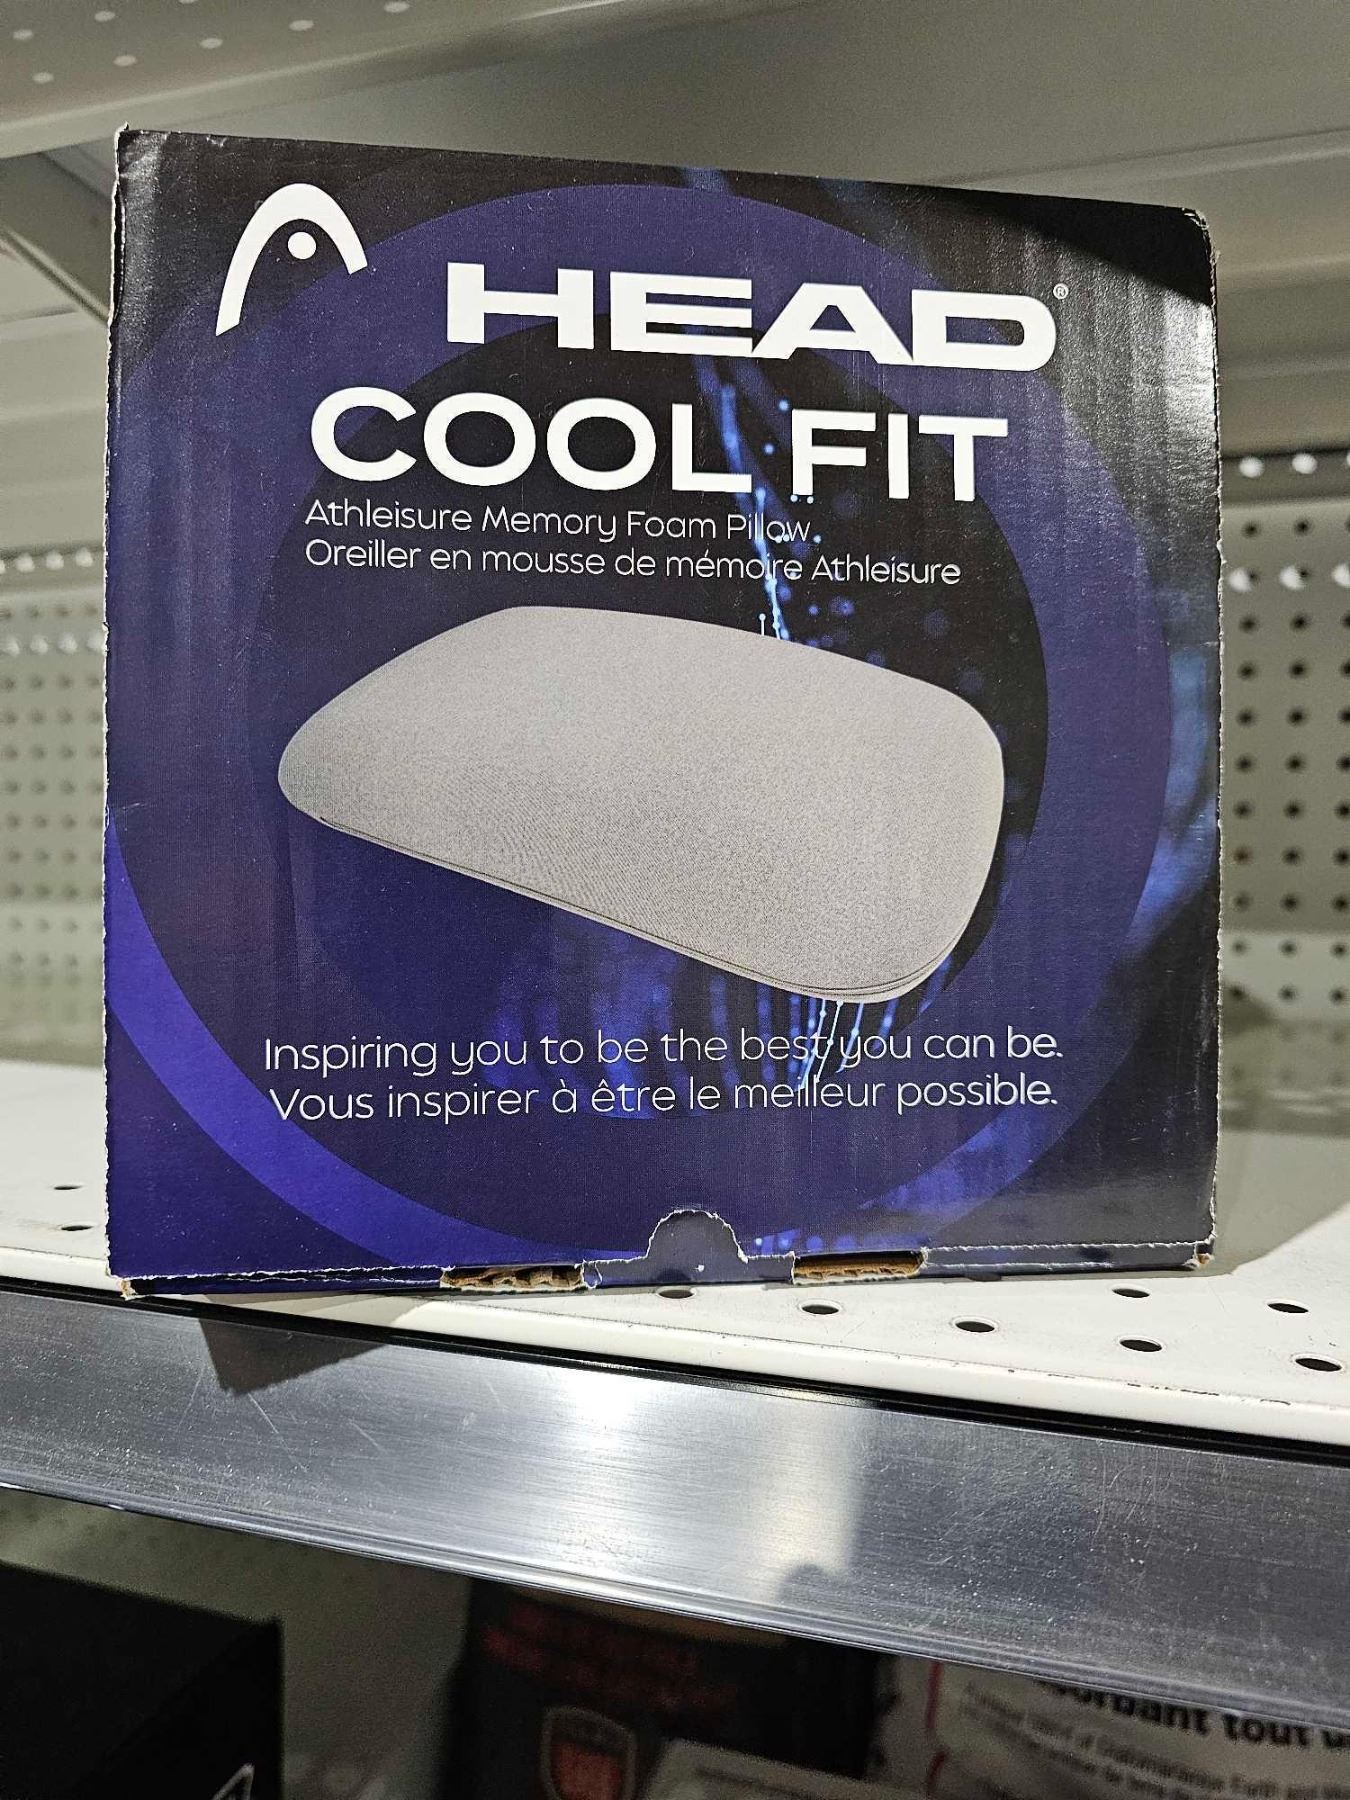 HEAD®
COOL FIT
Athleisure Memory Foam Pillow.
Oreiller en mousse de mémoire Athleisure
Inspiring you to be the best you can be.
Vous inspirer à être le meilleur possible.
tout